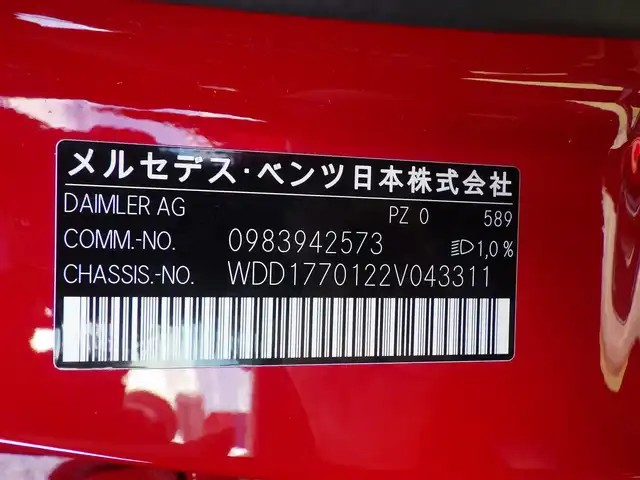 メルセデス・ベンツ日本株式会社
DAIMLER AG PZ 0 589
COMM.-NO. 0983942573 1,0%
CHASSIS.-NO. WDD1770122V043311